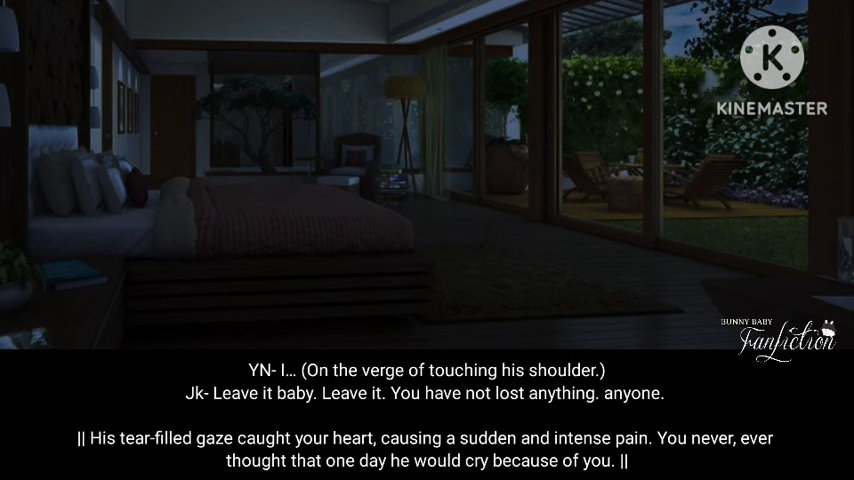 KINEMASTER
BUNNY BABY
Fanfiction
YN- I... (On the verge of touching his shoulder.)
Jk- Leave it baby. Leave it. You have not lost anything. anyone.
|| His tear-filled gaze caught your heart, causing a sudden and intense pain. You never, ever
thought that one day he would cry because of you. ||